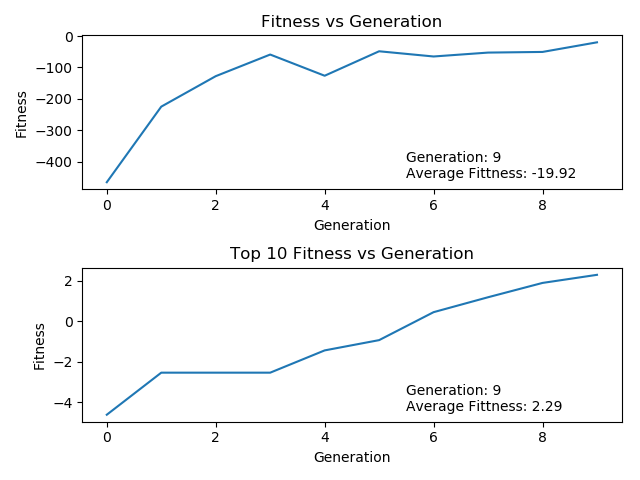 Fitness vs Generation
0
−100
−200
−300
−400
Fitness
Generation: 9
Average Fittness: -19.92
0 2 4 6 8
Generation
Top 10 Fitness vs Generation
2
0
−2
−4
Fitness
Generation: 9
Average Fittness: 2.29
0 2 4 6 8
Generation